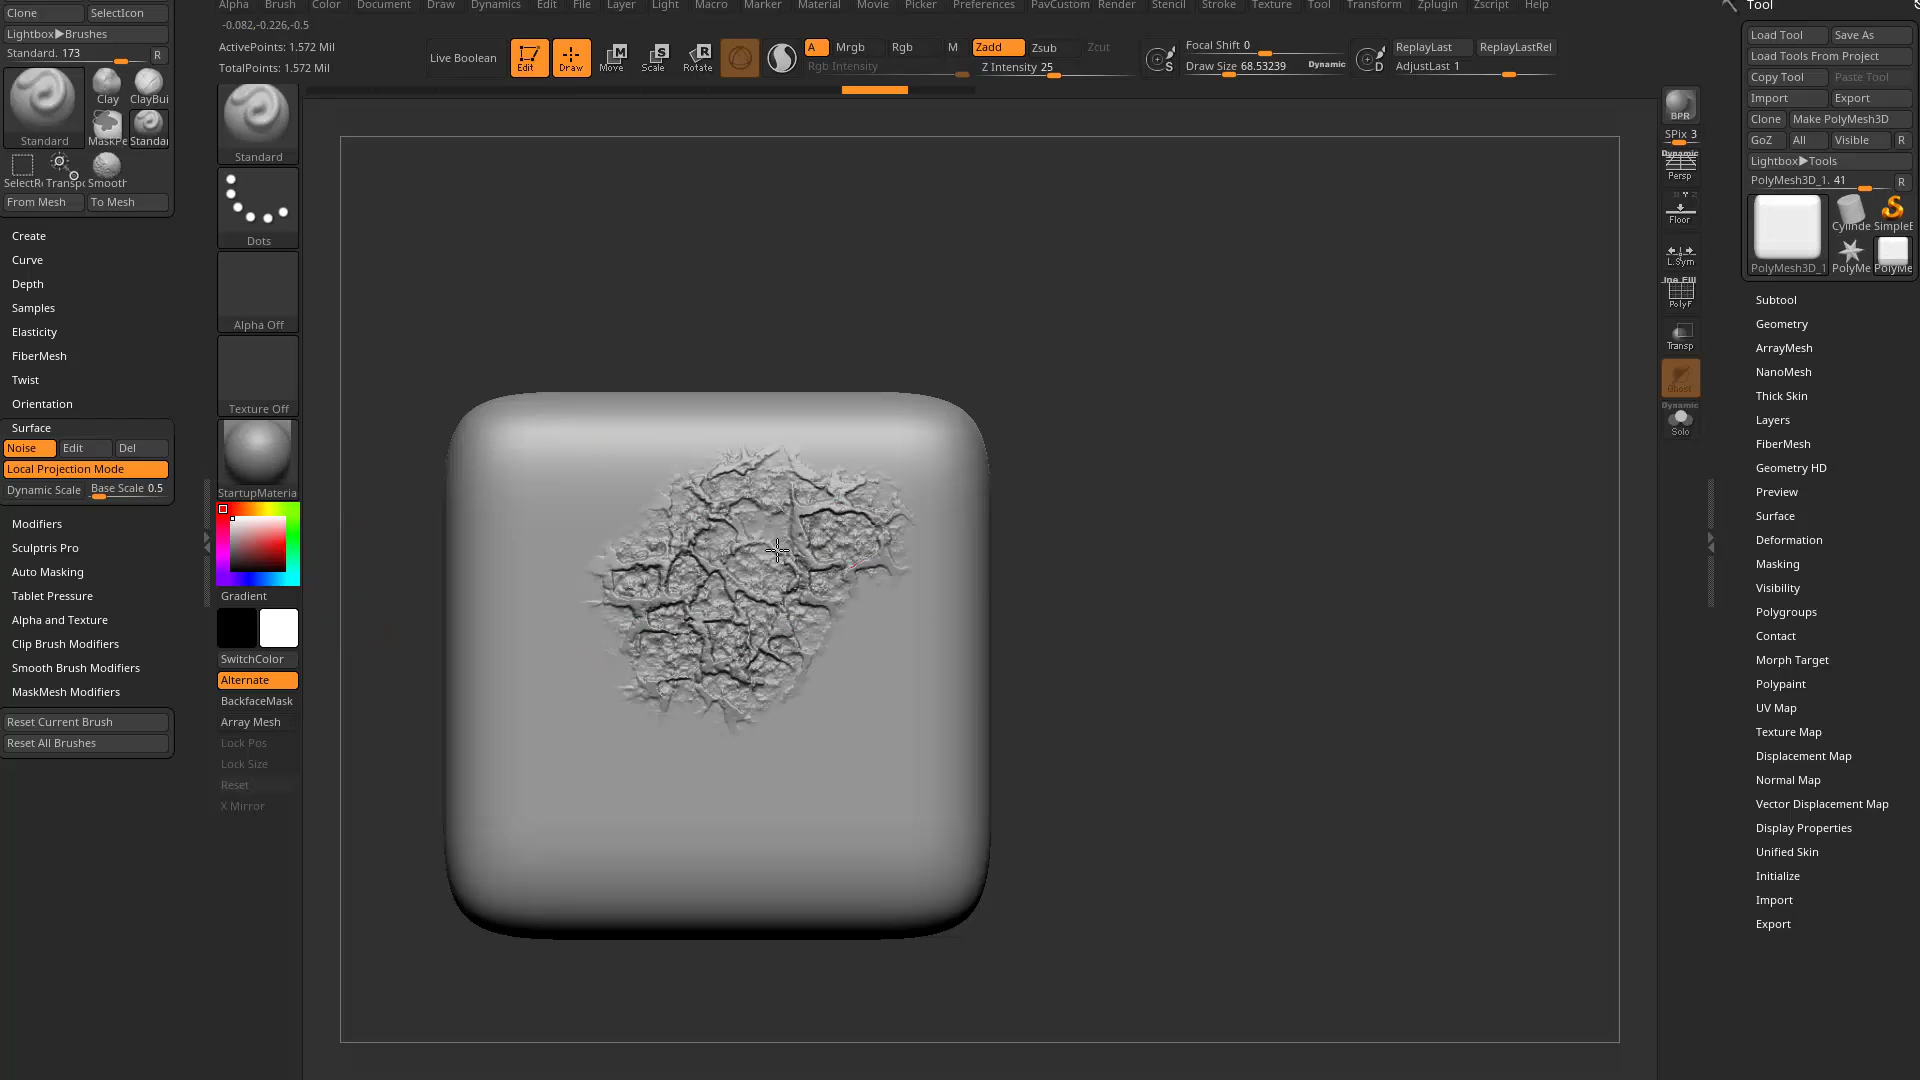 Alpha Brush Color Document Draw Dynamics Edit File Layer Light Macro Marker Material Movie Picker Preferences PavCustom Render Stencil Stroke Texture Tool Transform Zplugin Zscript Help
-0.082,-0.226,-0.5
ActivePoints: 1.572 Mil
TotalPoints: 1.572 Mil
Live Boolean
Edit
Draw
Move
Scale
Rotate
A
Mrgb
Rgb
M
Zadd
Zsub
Zcut
Rgb Intensity
Z Intensity 25
S
Focal Shift 0
Draw Size 68.53239
Dynamic
D
ReplayLast
ReplayLastRel
AdjustLast 1
Clone
SelectIcon
Lightbox▶Brushes
Standard. 173
R
Standard
Clay
ClayBui
MaskPe
Standar
SelectRe
Transpo
Smooth
From Mesh
To Mesh
Create
Curve
Depth
Samples
Elasticity
FiberMesh
Twist
Orientation
Surface
Noise
Edit
Del
Local Projection Mode
Dynamic Scale
Base Scale 0.5
Modifiers
Sculptris Pro
Auto Masking
Tablet Pressure
Alpha and Texture
Clip Brush Modifiers
Smooth Brush Modifiers
MaskMesh Modifiers
Reset Current Brush
Reset All Brushes
Standard
Dots
Alpha Off
Texture Off
StartupMateria
Gradient
SwitchColor
Alternate
BackfaceMask
Array Mesh
Lock Pos
Lock Size
Reset
X Mirror
BPR
SPix 3
Dynamic
Persp
Floor
L.Sym
PolyF
Transp
Ghost
Dynamic
Solo
Tool
Load Tool
Save As
Load Tools From Project
Copy Tool
Paste Tool
Import
Export
Clone
Make PolyMesh3D
GoZ
All
Visible
R
Lightbox▶Tools
PolyMesh3D_1. 41
R
PolyMesh3D_1
Cylinde
SimpleB
PolyMe
PolyMe
Subtool
Geometry
ArrayMesh
NanoMesh
Thick Skin
Layers
FiberMesh
Geometry HD
Preview
Surface
Deformation
Masking
Visibility
Polygroups
Contact
Morph Target
Polypaint
UV Map
Texture Map
Displacement Map
Normal Map
Vector Displacement Map
Display Properties
Unified Skin
Initialize
Import
Export